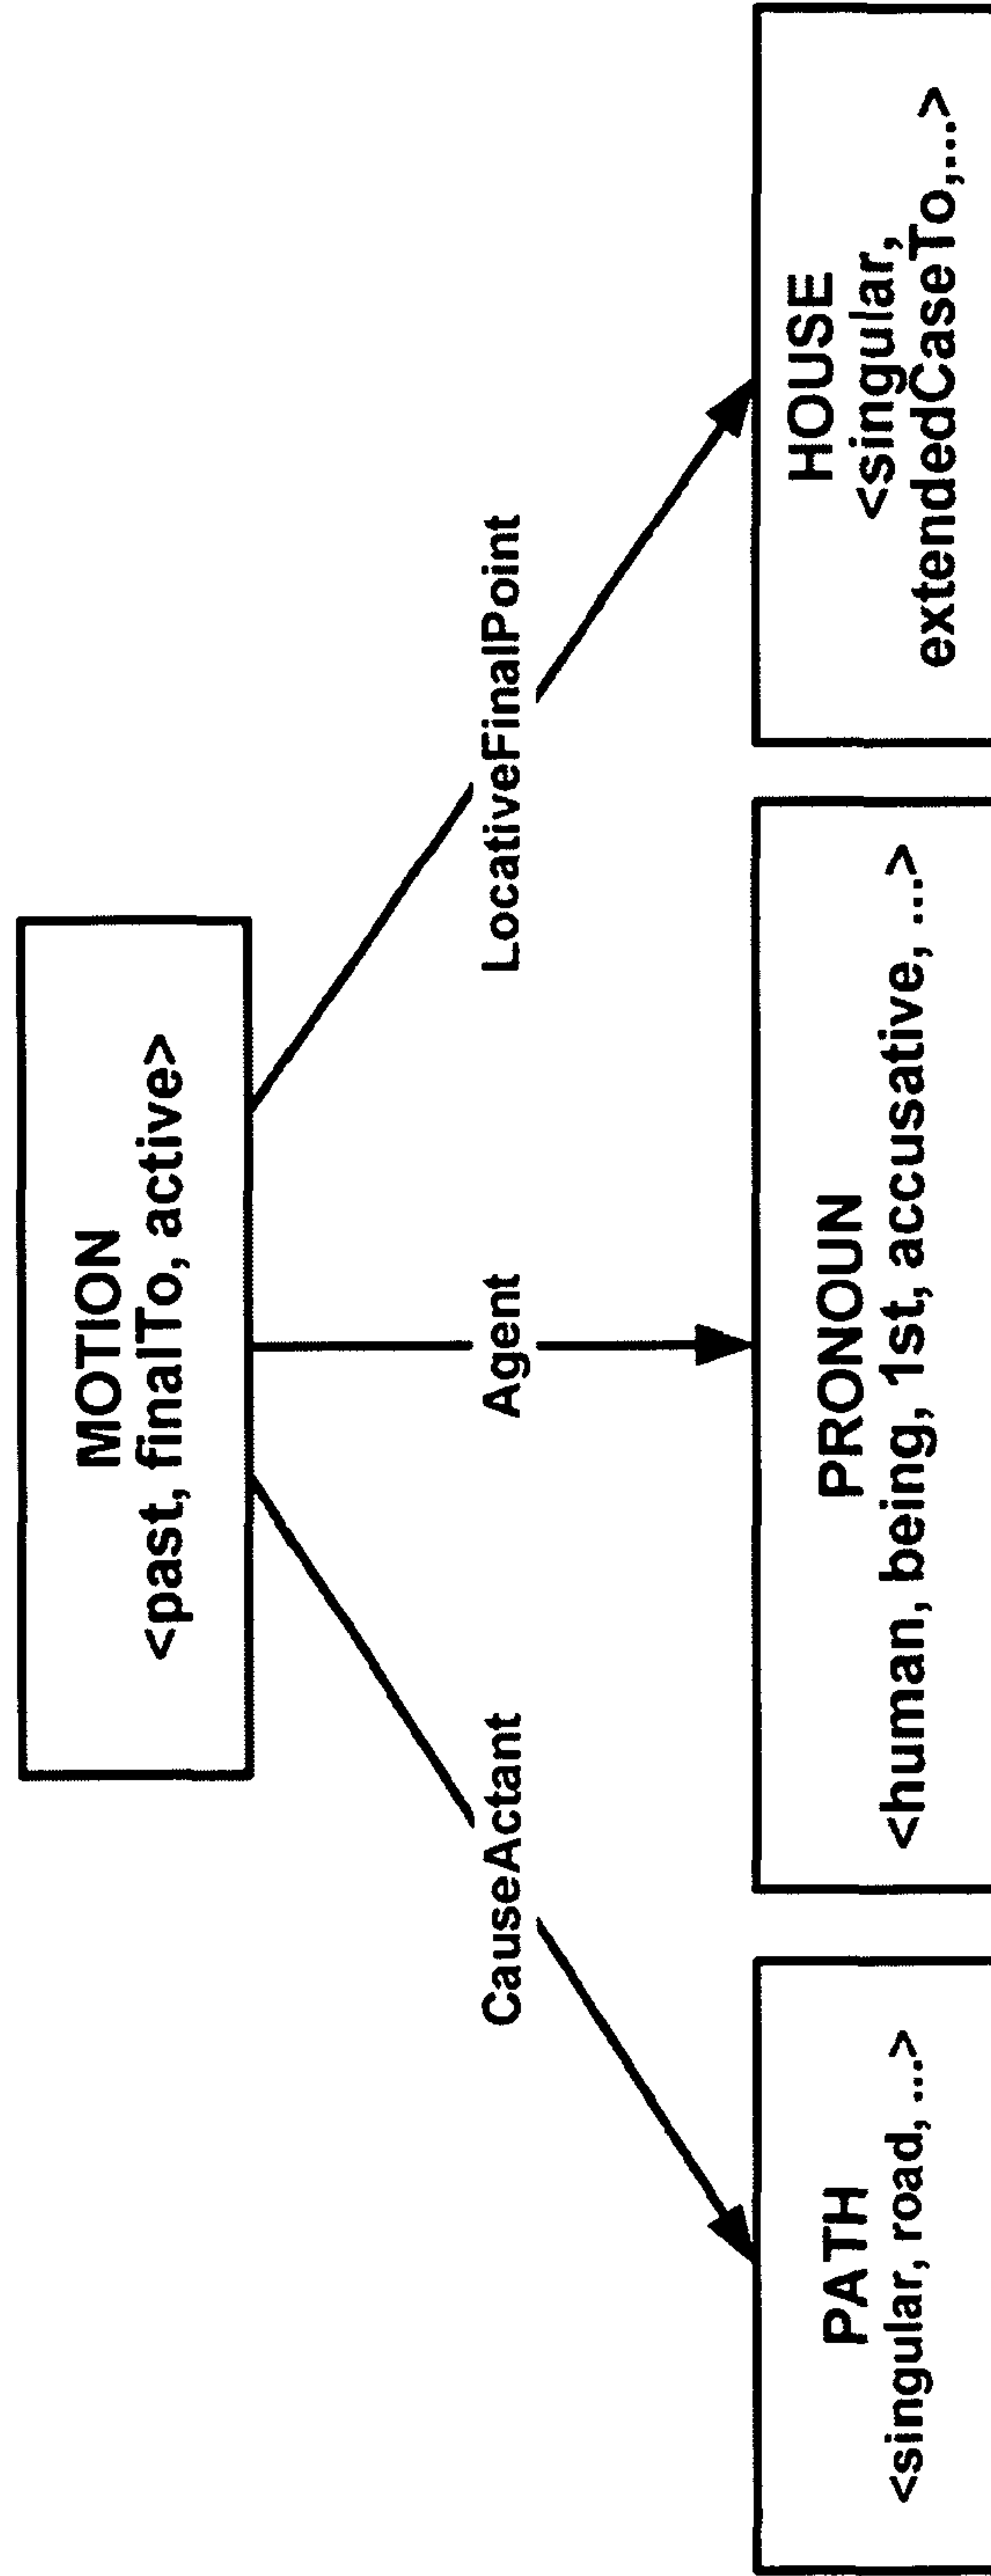 MOTION
<past, finalTo, active>
CauseActant
Agent
LocativeFinalPoint
PATH
<singular, road, ...>
PRONOUN
<human, being, 1st, accusative, ...>
HOUSE
<singular,
extendedCaseTo,...>